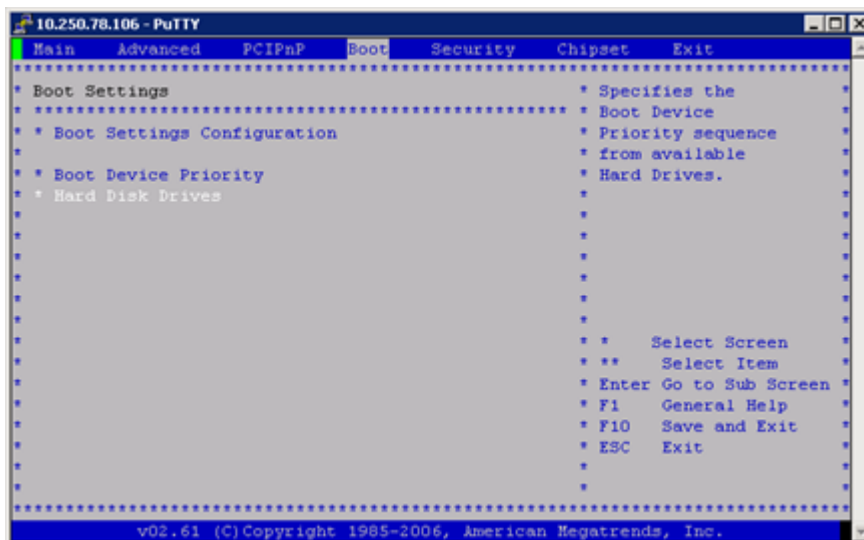 10.250.78.106 - PuTTY
Main Advanced PCIPnP Boot Security Chipset Exit
********************************************************************************
* Boot Settings * Specifies the *
* *************************************************** * Boot Device *
* * Boot Settings Configuration * Priority sequence *
* * from available *
* * Boot Device Priority * Hard Drives. *
* * Hard Disk Drives * *
* * *
* * *
* * *
* * *
* * *
* * *
* * * Select Screen *
* * ** Select Item *
* * Enter Go to Sub Screen *
* * F1 General Help *
* * F10 Save and Exit *
* * ESC Exit *
* * *
* * *
********************************************************************************
v02.61 (C)Copyright 1985-2006, American Megatrends, Inc.